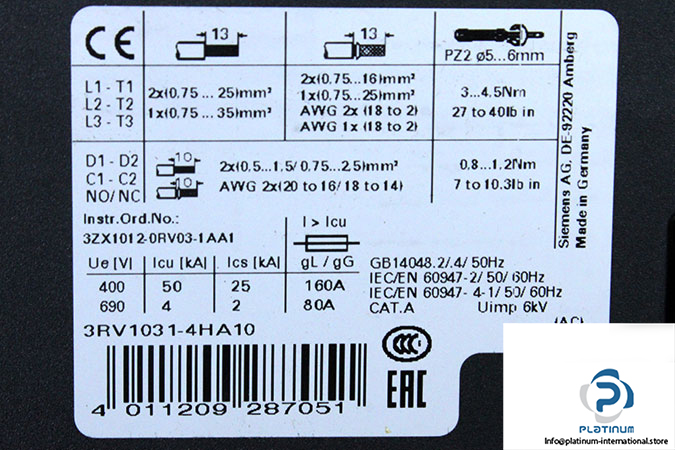 CE
13
13
PZ2 ø5...6mm
L1 - T1
L2 - T2
L3 - T3
2x(0.75 ... 25)mm²
1x(0.75 ... 35)mm²
2x(0.75...16)mm²
1x(0.75...25)mm²
AWG 2x (18 to 2)
AWG 1x (18 to 2)
3...4.5Nm
27 to 40lb in
D1 - D2
C1 - C2
NO/ NC
10
10
2x(0.5...1.5/ 0.75...2.5)mm²
AWG 2x(20 to 16/ 18 to 14)
0.8...1.2Nm
7 to 10.3lb in
Siemens AG, DE-92220 Amberg
Made in Germany
Instr.Ord.No.:
3ZX1012-0RV03-1AA1
I > Icu
Ue [V] Icu [kA] Ics [kA] gL / gG
400 50 25 160A
690 4 2 80A
GB14048.2/.4/ 50Hz
IEC/EN 60947-2/ 50/ 60Hz
IEC/EN 60947- 4-1/ 50/ 60Hz
CAT.A Uimp 6kV
(AC)
3RV1031-4HA10
CCC
EAC
4 011209 287051
PLATINUM
INTERNATIONAL
Info@platinum-international.store